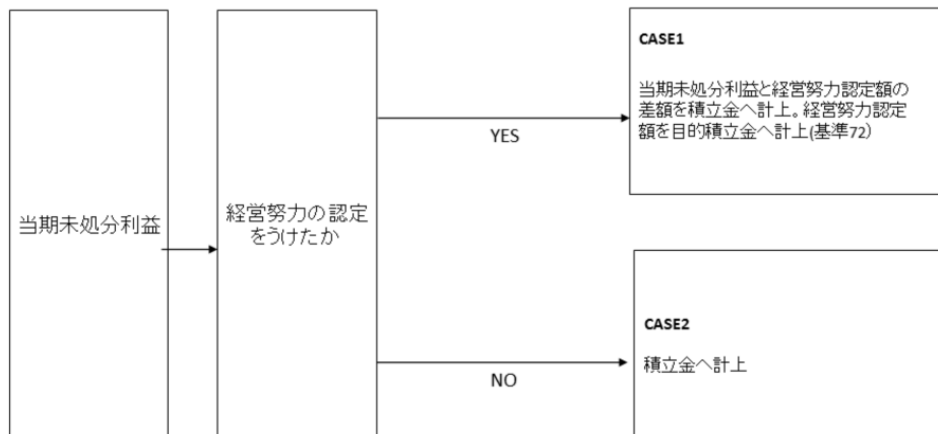 当期未処分利益
経営努力の認定
をうけたか
YES
NO
CASE1
当期未処分利益と経営努力認定額の
差額を積立金へ計上。経営努力認定
額を目的積立金へ計上(基準72)
CASE2
積立金へ計上